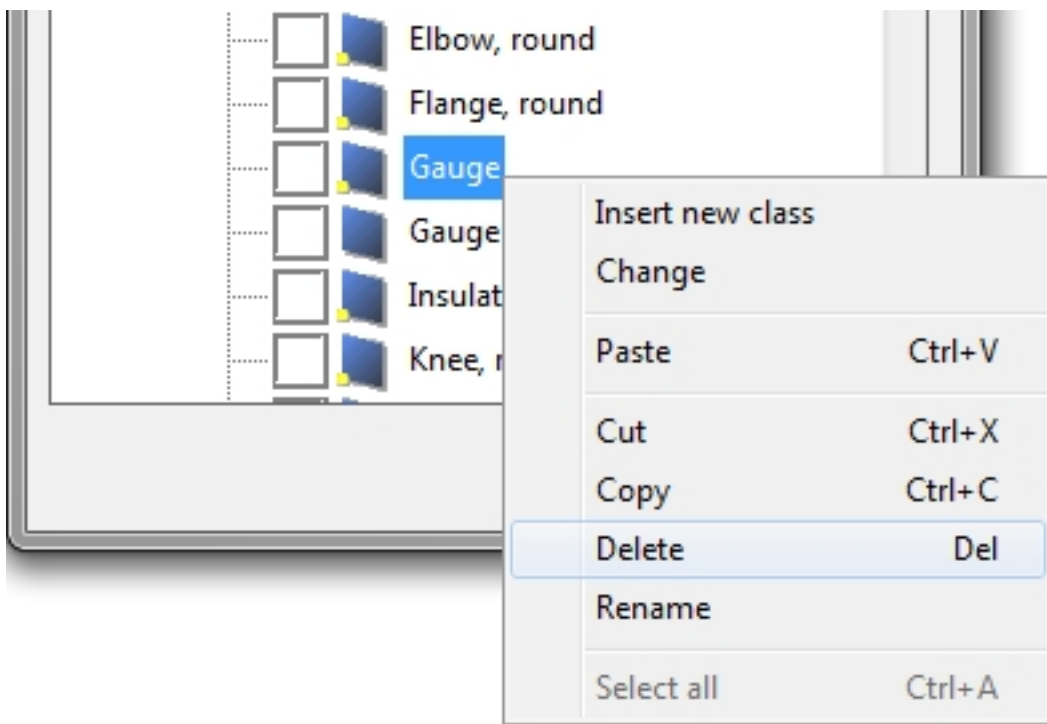 Elbow, round
Flange, round
Gauge
Gauge
Insulat
Knee, r
Insert new class
Change
Paste Ctrl+V
Cut Ctrl+X
Copy Ctrl+C
Delete Del
Rename
Select all Ctrl+A